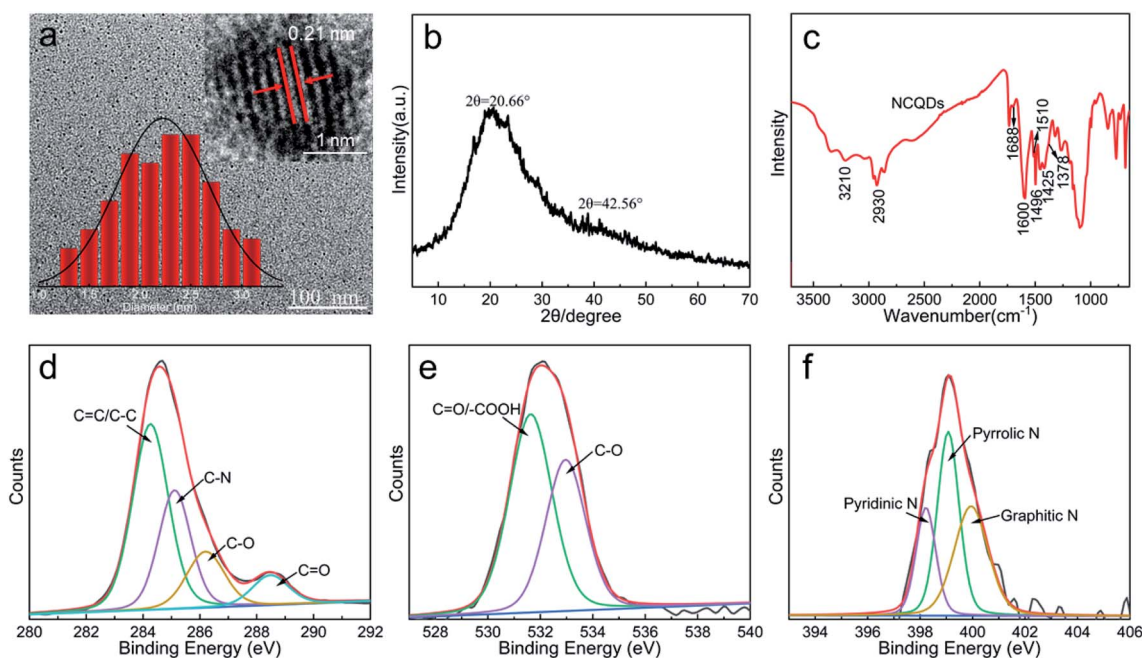 a
0.21 nm
1 nm
1.0 1.5 2.0 2.5 3.0
Diameter(nm)
100 nm
b
2θ=20.66°
2θ=42.56°
Intensity(a.u.)
10 20 30 40 50 60 70
2θ/degree
c
NCQDs
3210
2930
1688
1600
1510
1496
1425
1378
Intensity
3500 3000 2500 2000 1500 1000
Wavenumber(cm⁻¹)
d
C=C/C-C
C-N
C-O
C=O
Counts
280 282 284 286 288 290 292
Binding Energy (eV)
e
C=O/-COOH
C-O
Counts
528 530 532 534 536 538 540
Binding Energy (eV)
f
Pyrrolic N
Pyridinic N
Graphitic N
Counts
394 396 398 400 402 404 406
Binding Energy (eV)